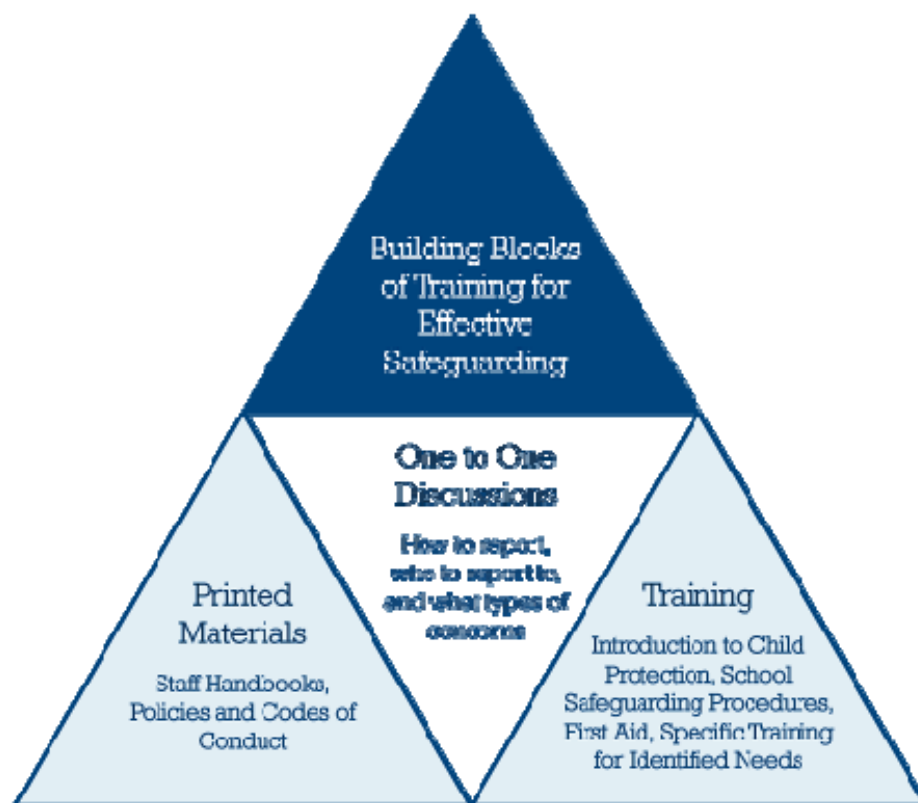 Building Blocks
of Training for
Effective
Safeguarding
One to One
Discussions
How to report,
who to report to,
and what types of
concerns
Printed
Materials
Staff Handbooks,
Policies and Codes of
Conduct
Training
Introduction to Child
Protection, School
Safeguarding Procedures,
First Aid, Specific Training
for Identified Needs